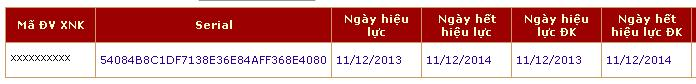 Mã ĐV XNK Serial Ngày hiệu lực Ngày hết hiệu lực Ngày hiệu lực ĐK Ngày hết hiệu lực ĐK
XXXXXXXXXX 54084B8C1DF7138E36E84AFF368E4080 11/12/2013 11/12/2014 11/12/2013 11/12/2014